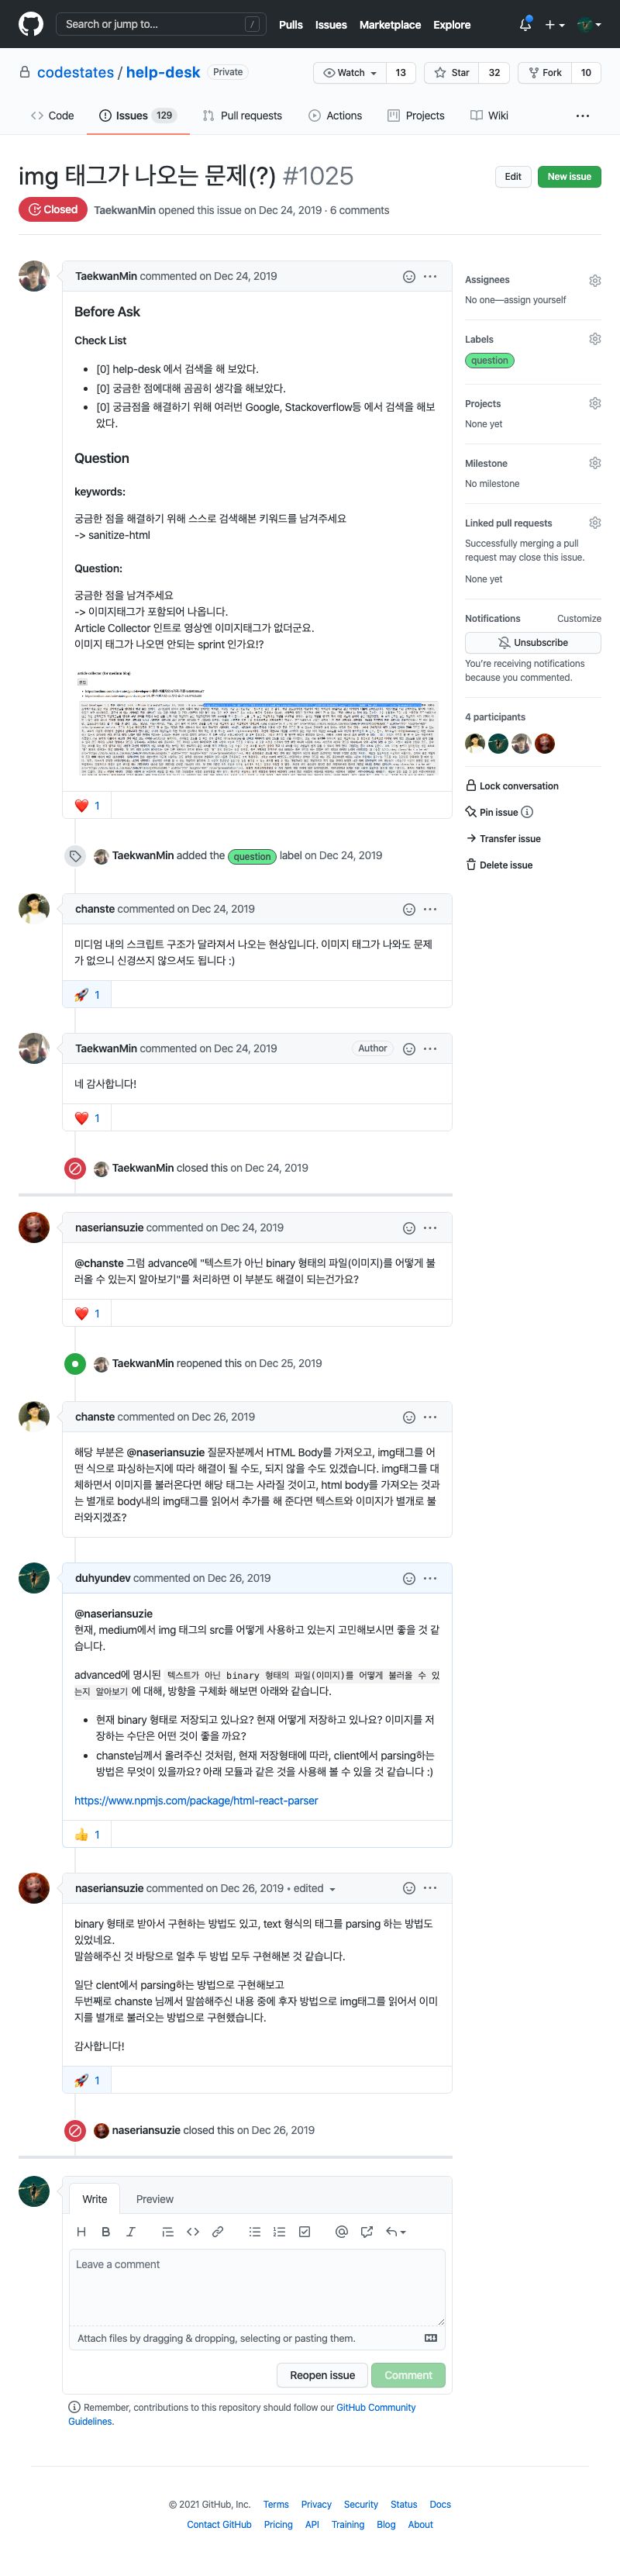 Search or jump to...
/
Pulls Issues Marketplace Explore
codestates / help-desk Private
Watch 13 Star 32 Fork 10
Code Issues 129 Pull requests Actions Projects Wiki
img 태그가 나오는 문제(?) #1025
Edit New issue
Closed TaekwanMin opened this issue on Dec 24, 2019 · 6 comments
TaekwanMin commented on Dec 24, 2019
Before Ask
Check List
[0] help-desk 에서 검색을 해 보았다.
[0] 궁금한 점에대해 곰곰히 생각을 해보았다.
[0] 궁금점을 해결하기 위해 여러번 Google, Stackoverflow등 에서 검색을 해보
았다.
Question
keywords:
궁금한 점을 해결하기 위해 스스로 검색해본 키워드를 남겨주세요
-> sanitize-html
Question:
궁금한 점을 남겨주세요
-> 이미지태그가 포함되어 나옵니다.
Article Collector 인트로 영상엔 이미지태그가 없더군요.
이미지 태그가 나오면 안되는 sprint 인가요!?
❤️ 1
Assignees
No one—assign yourself
Labels
question
Projects
None yet
Milestone
No milestone
Linked pull requests
Successfully merging a pull
request may close this issue.
None yet
Notifications Customize
Unsubscribe
You're receiving notifications
because you commented.
4 participants
Lock conversation
Pin issue
Transfer issue
Delete issue
TaekwanMin added the question label on Dec 24, 2019
chanste commented on Dec 24, 2019
미디엄 내의 스크립트 구조가 달라져서 나오는 현상입니다. 이미지 태그가 나와도 문제
가 없으니 신경쓰지 않으셔도 됩니다 :)
🚀 1
TaekwanMin commented on Dec 24, 2019 Author
네 감사합니다!
❤️ 1
TaekwanMin closed this on Dec 24, 2019
naseriansuzie commented on Dec 24, 2019
@chanste 그럼 advance에 "텍스트가 아닌 binary 형태의 파일(이미지)를 어떻게 불
러올 수 있는지 알아보기"를 처리하면 이 부분도 해결이 되는건가요?
❤️ 1
TaekwanMin reopened this on Dec 25, 2019
chanste commented on Dec 26, 2019
해당 부분은 @naseriansuzie 질문자분께서 HTML Body를 가져오고, img태그를 어
떤 식으로 파싱하는지에 따라 해결이 될 수도, 되지 않을 수도 있겠습니다. img태그를 대
체하면서 이미지를 불러온다면 해당 태그는 사라질 것이고, html body를 가져오는 것과
는 별개로 body내의 img태그를 읽어서 추가를 해 준다면 텍스트와 이미지가 별개로 불
러와지겠죠?
duhyundev commented on Dec 26, 2019
@naseriansuzie
현재, medium에서 img 태그의 src를 어떻게 사용하고 있는지 고민해보시면 좋을 것 같
습니다.
advanced에 명시된 텍스트가 아닌 binary 형태의 파일(이미지)를 어떻게 불러올 수 있
는지 알아보기 에 대해, 방향을 구체화 해보면 아래와 같습니다.
현재 binary 형태로 저장되고 있나요? 현재 어떻게 저장하고 있나요? 이미지를 저
장하는 수단은 어떤 것이 좋을 까요?
chanste님께서 올려주신 것처럼, 현재 저장형태에 따라, client에서 parsing하는
방법은 무엇이 있을까요? 아래 모듈과 같은 것을 사용해 볼 수 있을 것 같습니다 :)
https://www.npmjs.com/package/html-react-parser
👍 1
naseriansuzie commented on Dec 26, 2019 • edited
binary 형태로 받아서 구현하는 방법도 있고, text 형식의 태그를 parsing 하는 방법도
있었네요.
말씀해주신 것 바탕으로 얼추 두 방법 모두 구현해본 것 같습니다.
일단 clent에서 parsing하는 방법으로 구현해보고
두번째로 chanste 님께서 말씀해주신 내용 중에 후자 방법으로 img태그를 읽어서 이미
지를 별개로 불러오는 방법으로 구현했습니다.
감사합니다!
🚀 1
naseriansuzie closed this on Dec 26, 2019
Write Preview
Leave a comment
Attach files by dragging & dropping, selecting or pasting them.
Reopen issue Comment
Remember, contributions to this repository should follow our GitHub Community
Guidelines.
© 2021 GitHub, Inc. Terms Privacy Security Status Docs
Contact GitHub Pricing API Training Blog About